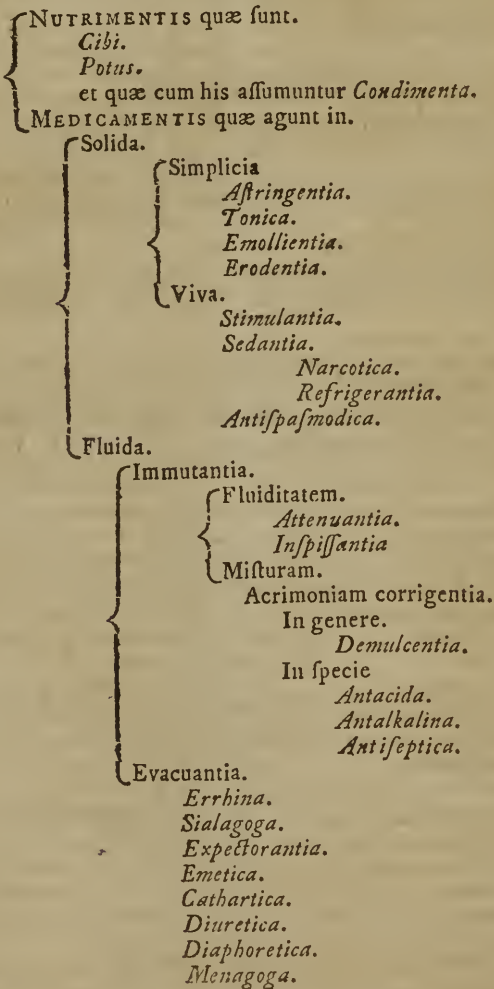 NUTRIMENTIS quæ ſunt.
Cibi.
Potus.
et quæ cum his aſſumuntur Condimenta.
MEDICAMENTIS quæ agunt in.
Solida.
Simplicia
Aſtringentia.
Tonica.
Emollientia.
Erodentia.
Viva.
Stimulantia.
Sedantia.
Narcotica.
Refrigerantia.
Antiſpaſmodica.
Fluida.
Immutantia.
Fluiditatem.
Attenuantia.
Inſpiſſantia
Miſturam.
Acrimoniam corrigentia.
In genere.
Demulcentia.
In ſpecie
Antacida.
Antalkalina.
Antiſeptica.
Evacuantia.
Errhina.
Sialagoga.
Expectorantia.
Emetica.
Cathartica.
Diuretica.
Diaphoretica.
Menagoga.